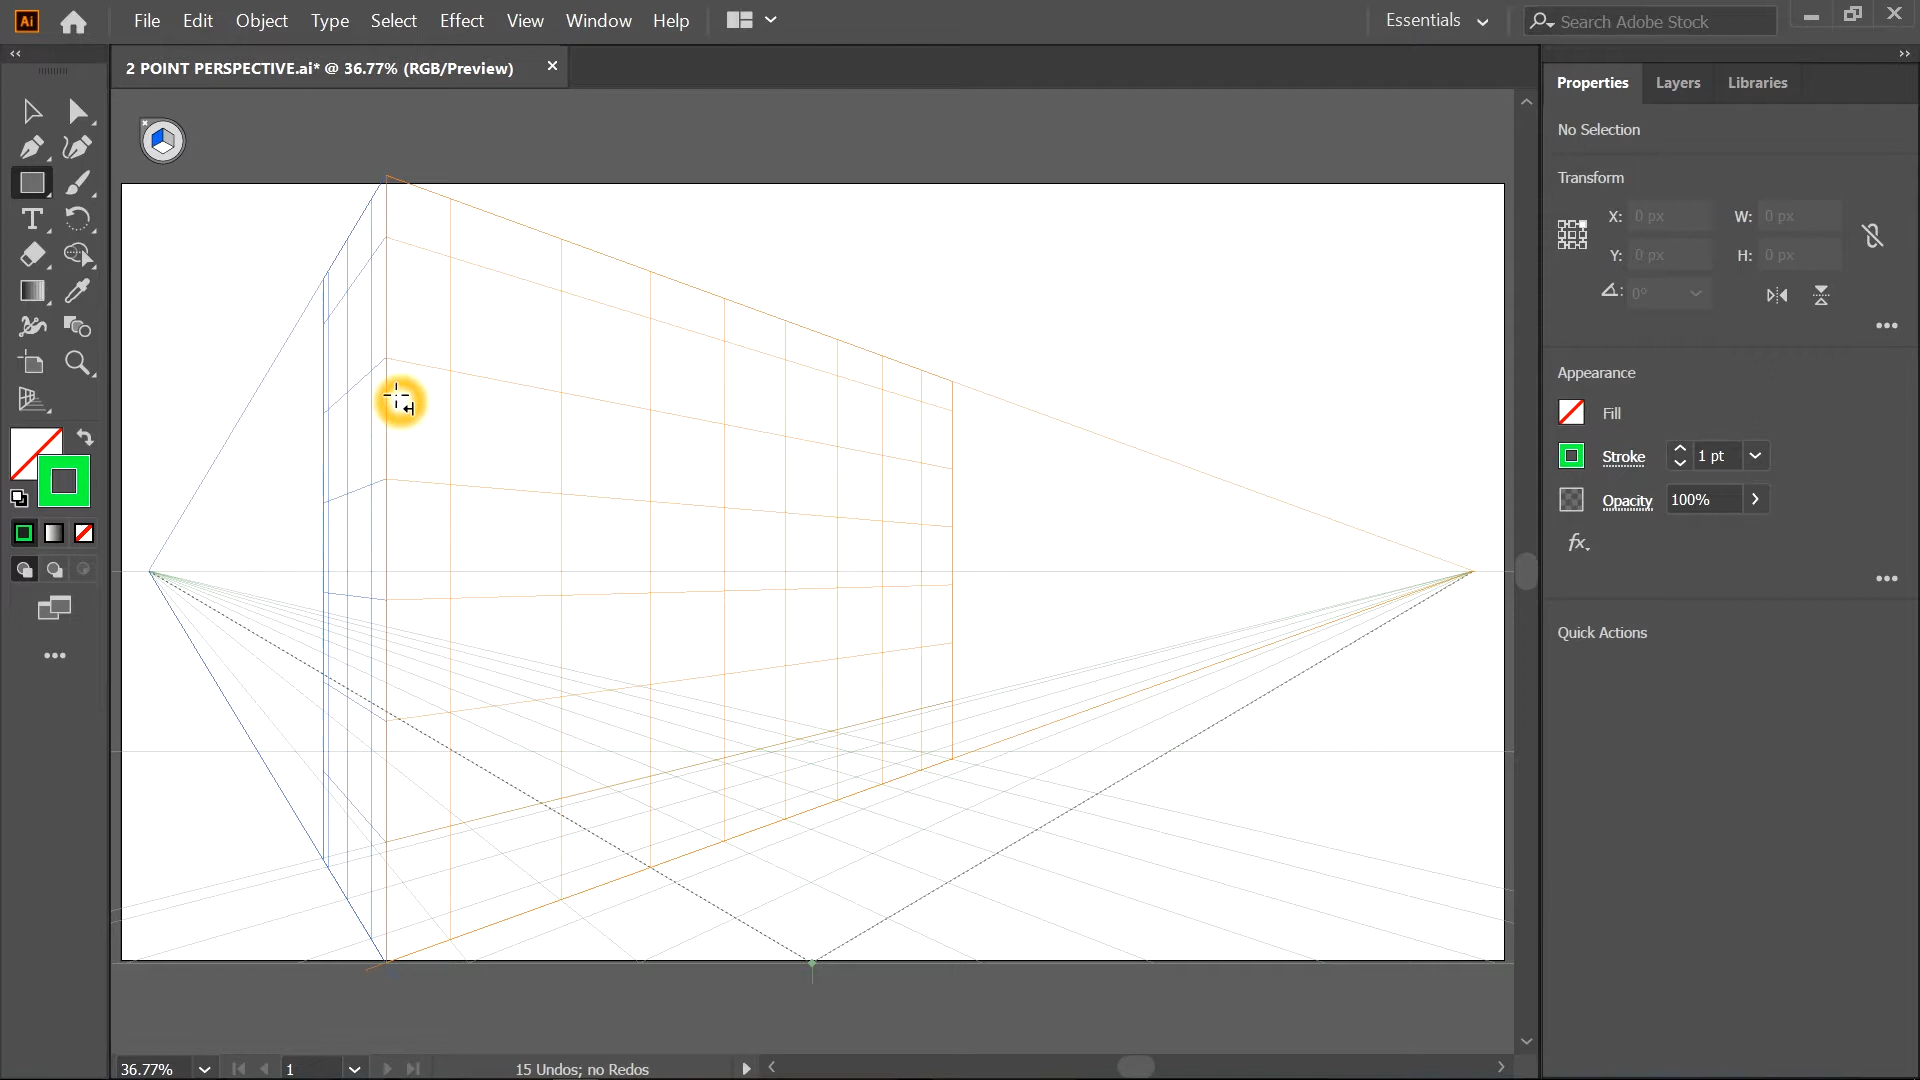 Ai
File Edit Object Type Select Effect View Window Help
Essentials
Search Adobe Stock
2 POINT PERSPECTIVE.ai* @ 36.77% (RGB/Preview)
Properties Layers Libraries
No Selection
Transform
X: 0 px W: 0 px
Y: 0 px H: 0 px
0°
Appearance
Fill
Stroke 1 pt
Opacity 100%
fx.
Quick Actions
T
36.77% 1 15 Undos; no Redos